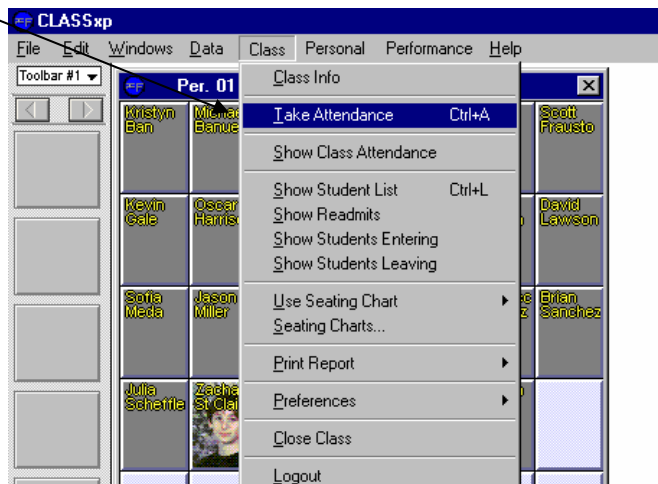 CLASSxp
File Edit Windows Data Class Personal Performance Help
Toolbar #1
Per. 01
Class Info
Take Attendance Ctrl+A
Show Class Attendance
Show Student List Ctrl+L
Show Readmits
Show Students Entering
Show Students Leaving
Use Seating Chart
Seating Charts...
Print Report
Preferences
Close Class
Logout
Kristyn
Ban
Scott
Frausto
Kevin
Gale
Oscar
David
Lawson
Sofia
Meda
Jason
Miller
Brian
Sanchez
Julia
Scheffle